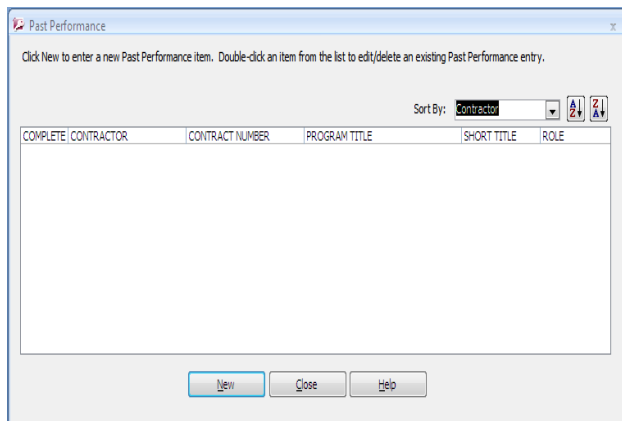 Past Performance
Click New to enter a new Past Performance item. Double-click an item from the list to edit/delete an existing Past Performance entry.
Sort By: Contractor A Z Z A
COMPLETE CONTRACTOR CONTRACT NUMBER PROGRAM TITLE SHORT TITLE ROLE
New Close Help